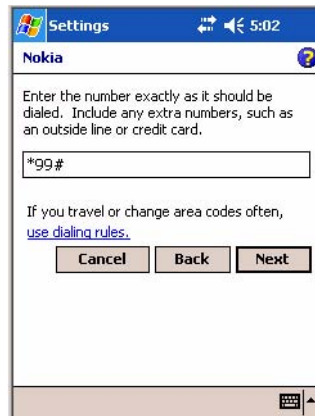 Settings 5:02
Nokia
Enter the number exactly as it should be
dialed. Include any extra numbers, such as
an outside line or credit card.
*99#
If you travel or change area codes often,
use dialing rules.
Cancel Back Next